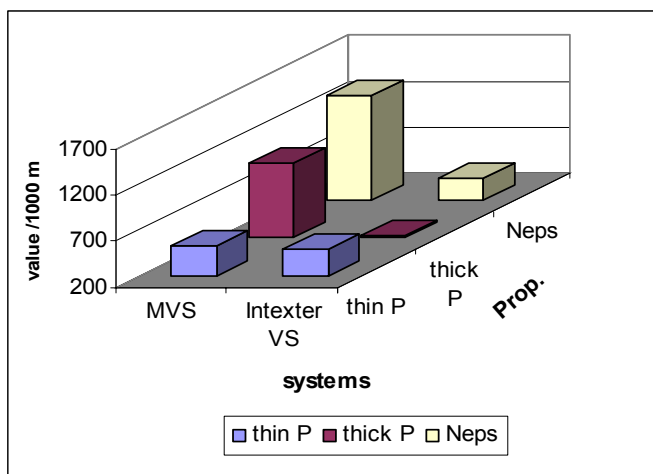 1700
1200
700
200
value /1000 m
MVS
Intexter
VS
thin P
thick
P
Neps
Prop.
systems
thin P thick P Neps